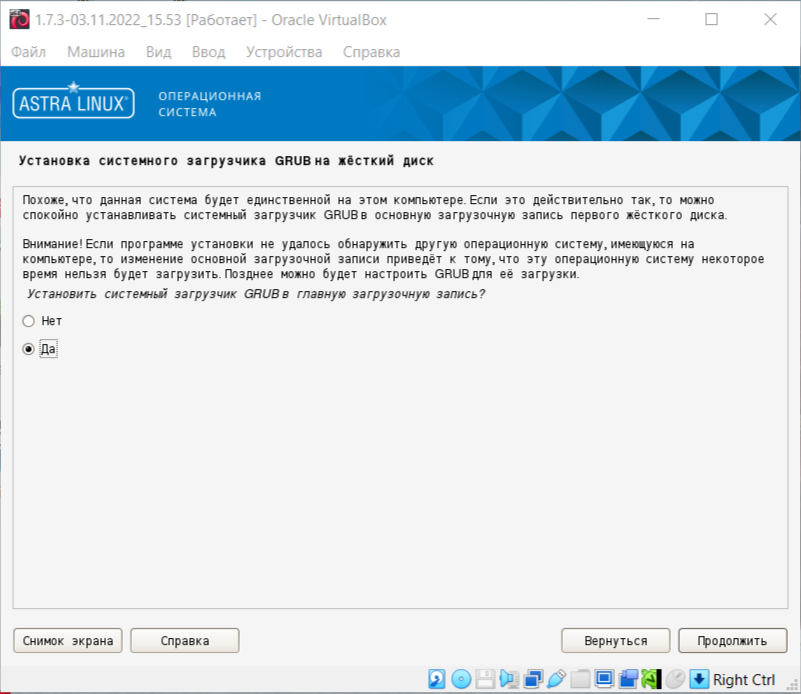 1.7.3-03.11.2022_15.53 [Работает] - Oracle VirtualBox
Файл Машина Вид Ввод Устройства Справка
ASTRA LINUX®
ОПЕРАЦИОННАЯ
СИСТЕМА
Установка системного загрузчика GRUB на жёсткий диск
Похоже, что данная система будет единственной на этом компьютере. Если это действительно так, то можно
спокойно устанавливать системный загрузчик GRUB в основную загрузочную запись первого жёсткого диска.
Внимание! Если программе установки не удалось обнаружить другую операционную систему, имеющуюся на
компьютере, то изменение основной загрузочной записи приведёт к тому, что эту операционную систему некоторое
время нельзя будет загрузить. Позднее можно будет настроить GRUB для её загрузки.
Установить системный загрузчик GRUB в главную загрузочную запись?
Нет
Да
Снимок экрана Справка Вернуться Продолжить
Right Ctrl